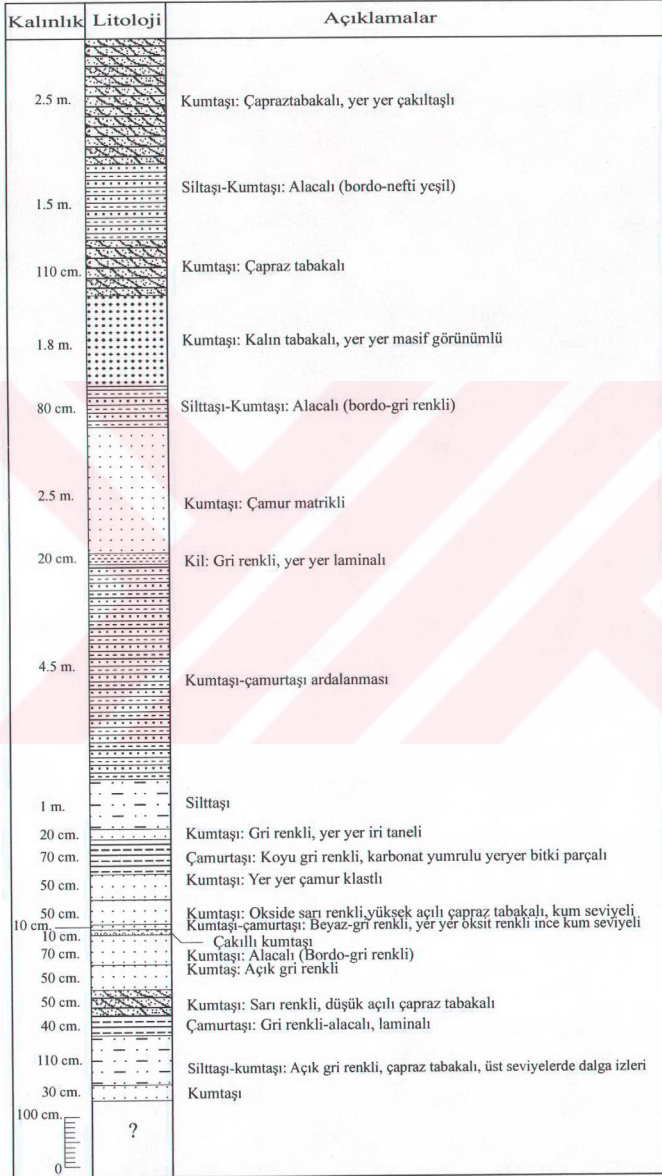 Kalınlık Litoloji Açıklamalar
2.5 m. Kumtaşı: Çapraztabakalı, yer yer çakıltaşlı
1.5 m. Siltaşı-Kumtaşı: Alacalı (bordo-nefti yeşil)
110 cm. Kumtaşı: Çapraz tabakalı
1.8 m. Kumtaşı: Kalın tabakalı, yer yer masif görünümlü
80 cm. Silttaşı-Kumtaşı: Alacalı (bordo-gri renkli)
2.5 m. Kumtaşı: Çamur matrikli
20 cm. Kil: Gri renkli, yer yer laminalı
4.5 m. Kumtaşı-çamurtaşı ardalanması
1 m. Silttaşı
20 cm. Kumtaşı: Gri renkli, yer yer iri taneli
70 cm. Çamurtaşı: Koyu gri renkli, karbonat yumrulu yeryer bitki parçalı
50 cm. Kumtaşı: Yer yer çamur klastlı
50 cm. Kumtaşı: Okside sarı renkli,yüksek açılı çapraz tabakalı, kum seviyeli
10 cm. Kumtaşı-çamurtaşı: Beyaz-gri renkli, yer yer oksit renkli ince kum seviyeli
10 cm. Çakıllı kumtaşı
70 cm. Kumtaşı: Alacalı (Bordo-gri renkli)
50 cm. Kumtaş: Açık gri renkli
50 cm. Kumtaşı: Sarı renkli, düşük açılı çapraz tabakalı
40 cm. Çamurtaşı: Gri renkli-alacalı, laminalı
110 cm. Silttaşı-kumtaşı: Açık gri renkli, çapraz tabakalı, üst seviyelerde dalga izleri
30 cm. Kumtaşı
100 cm.
?
0